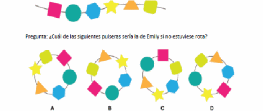 Pregunta: ¿Cuál de las siguientes pulseras sería la de Emily si no estuviese rota?
A B C D